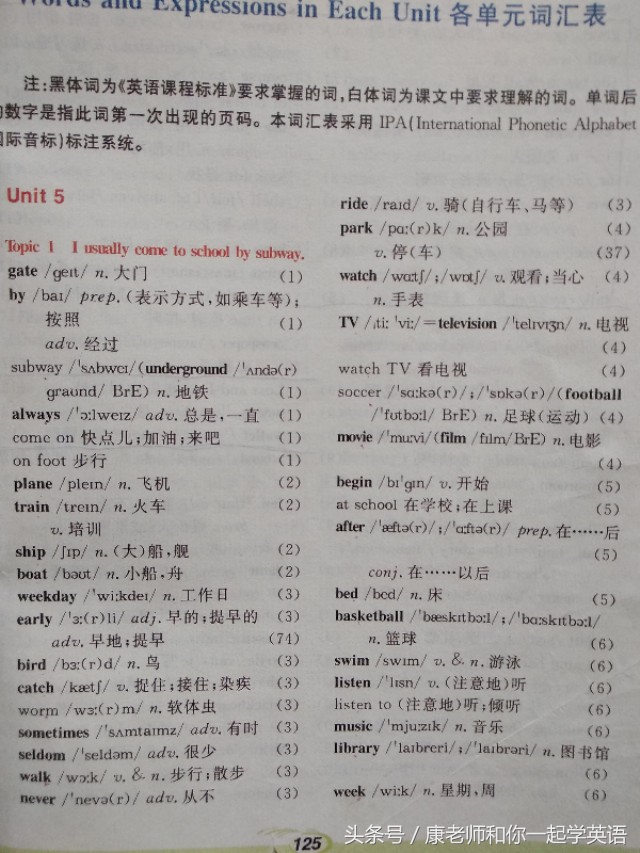 Words and Expressions in Each Unit 各单元词汇表
注:黑体词为《英语课程标准》要求掌握的词,白体词为课文中要求理解的词。单词后
的数字是指此词第一次出现的页码。本词汇表采用 IPA(International Phonetic Alphabet
国际音标)标注系统。
Unit 5
Topic 1 I usually come to school by subway.
gate /geɪt/ n. 大门 (1)
by /baɪ/ prep. (表示方式,如乘车等);
按照 (1)
adv. 经过
subway /ˈsʌbweɪ/(underground /ˈʌndə(r)
graʊnd/ BrE) n. 地铁 (1)
always /ˈɔːlweɪz/ adv. 总是,一直 (1)
come on 快点儿;加油;来吧 (1)
on foot 步行 (1)
plane /pleɪn/ n. 飞机 (2)
train /treɪn/ n. 火车 (2)
v. 培训
ship /ʃɪp/ n. (大)船,舰 (2)
boat /bəʊt/ n. 小船,舟 (2)
weekday /ˈwiːkdeɪ/ n. 工作日 (3)
early /ˈɜː(r)li/ adj. 早的;提早的 (3)
adv. 早地;提早 (74)
bird /bɜː(r)d/ n. 鸟 (3)
catch /kætʃ/ v. 捉住;接住;染疾 (3)
worm /wɜː(r)m/ n. 软体虫 (3)
sometimes /ˈsʌmtaɪmz/ adv. 有时 (3)
seldom /ˈseldəm/ adv. 很少 (3)
walk /wɔːk/ v. & n. 步行;散步 (3)
never /ˈnevə(r)/ adv. 从不 (3)
ride /raɪd/ v. 骑(自行车、马等) (3)
park /pɑː(r)k/ n. 公园 (4)
v. 停(车) (37)
watch /wɑtʃ/;/wɒtʃ/ v. 观看;当心 (4)
n. 手表
TV /ˌtiː ˈviː/=television /ˈtelɪvɪʒn/ n. 电视
(4)
watch TV 看电视 (4)
soccer /ˈsɑːkə(r)/;/ˈsɒkə(r)/(football
/ˈfʊtbɔːl/ BrE) n. 足球(运动) (4)
movie /ˈmuːvi/(film /fɪlm/BrE) n. 电影
(4)
begin /bɪˈgɪn/ v. 开始 (5)
at school 在学校;在上课 (5)
after /ˈæftə(r)/;/ˈɑːftə(r)/ prep. 在……后
(5)
conj. 在……以后
bed /bed/ n. 床 (5)
basketball /ˈbæskɪtbɔːl/;/ˈbɑːskɪtbɔːl/
n. 篮球 (6)
swim /swɪm/ v. & n. 游泳 (6)
listen /ˈlɪsn/ v. (注意地)听 (6)
listen to (注意地)听;倾听 (6)
music /ˈmjuːzɪk/ n. 音乐 (6)
library /ˈlaɪbreri/;/ˈlaɪbrəri/ n. 图书馆
(6)
week /wiːk/ n. 星期,周 (6)
125
头条号 / 康老师和你一起学英语